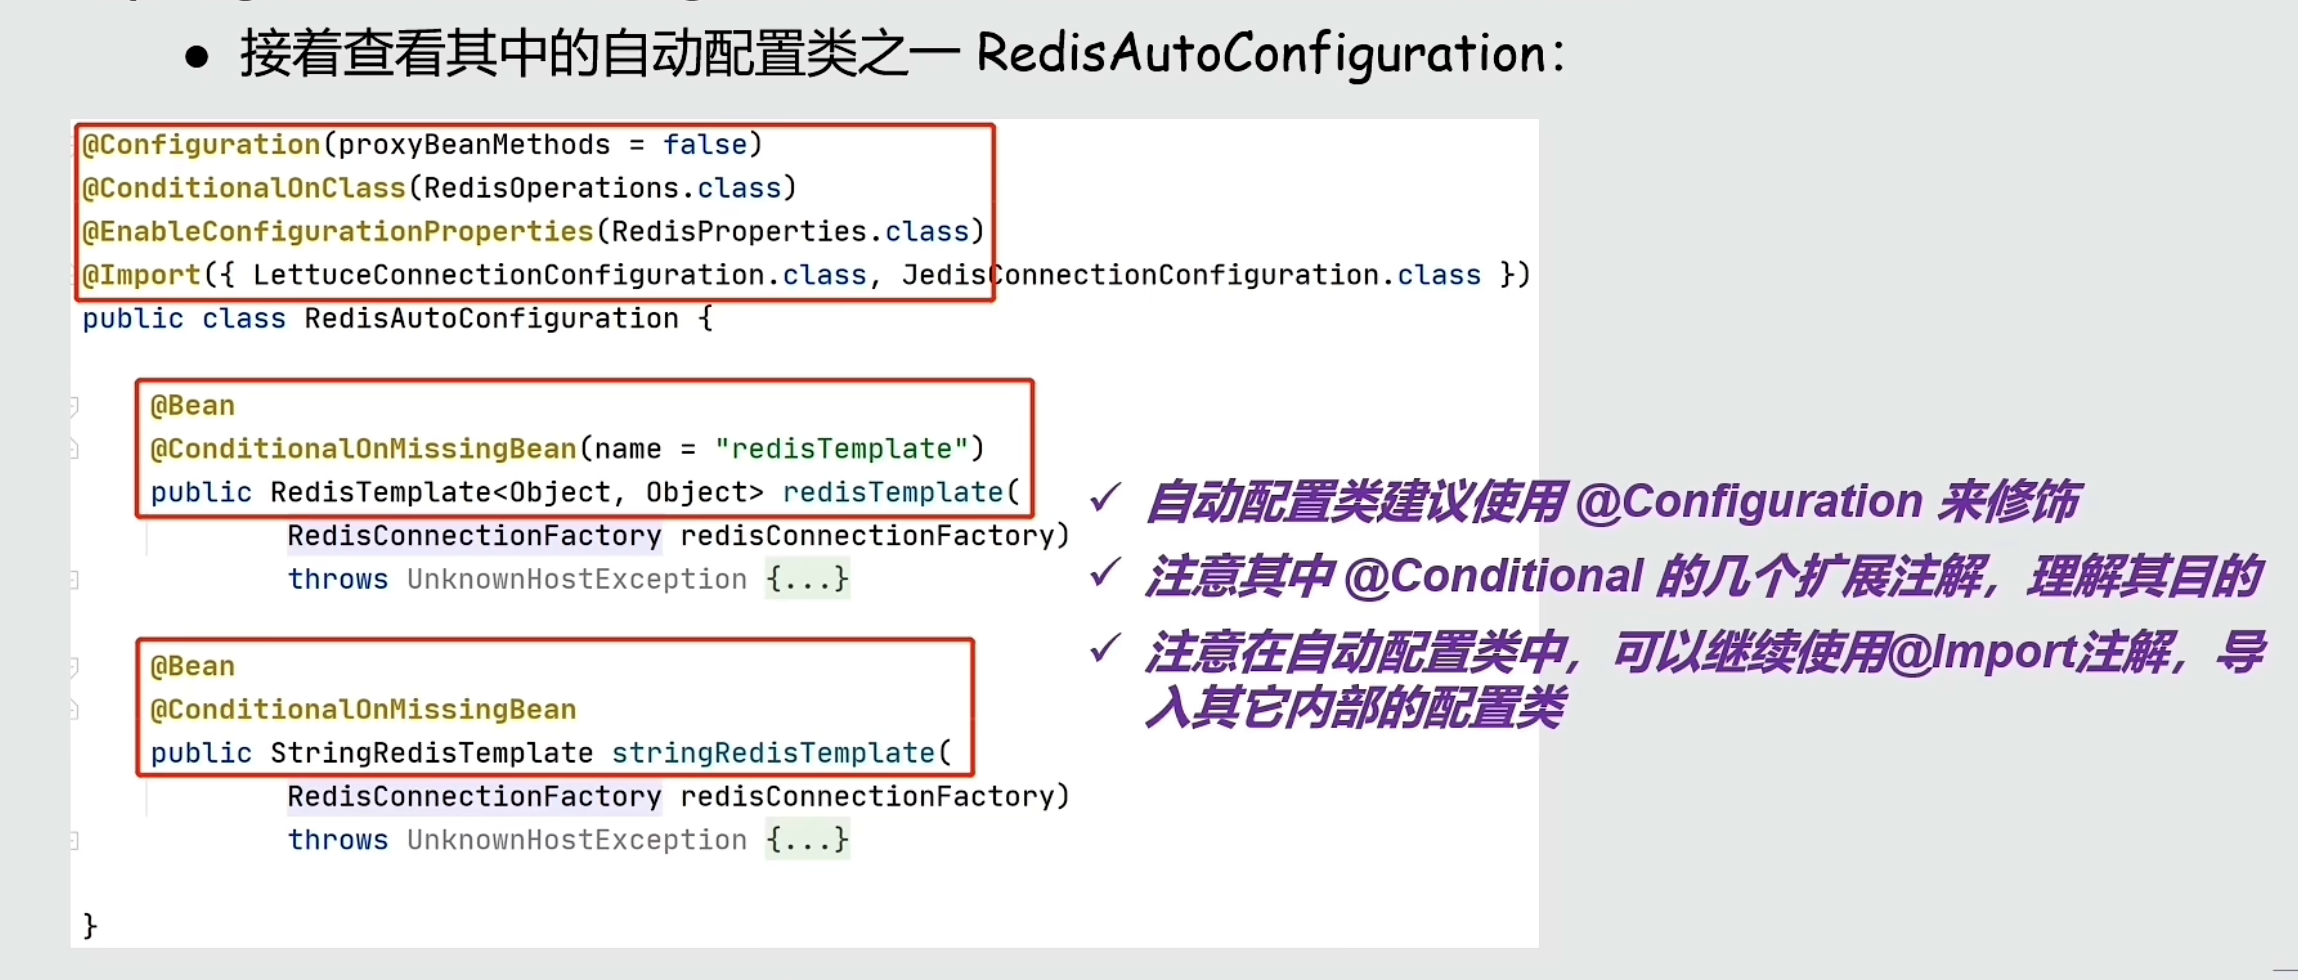 ● 接着查看其中的自动配置类之一 RedisAutoConfiguration：
@Configuration(proxyBeanMethods = false)
@ConditionalOnClass(RedisOperations.class)
@EnableConfigurationProperties(RedisProperties.class)
@Import({ LettuceConnectionConfiguration.class, JedisConnectionConfiguration.class })
public class RedisAutoConfiguration {
@Bean
@ConditionalOnMissingBean(name = "redisTemplate")
public RedisTemplate<Object, Object> redisTemplate(
RedisConnectionFactory redisConnectionFactory)
throws UnknownHostException {...}
@Bean
@ConditionalOnMissingBean
public StringRedisTemplate stringRedisTemplate(
RedisConnectionFactory redisConnectionFactory)
throws UnknownHostException {...}
}
✓ 自动配置类建议使用 @Configuration 来修饰
✓ 注意其中 @Conditional 的几个扩展注解，理解其目的
✓ 注意在自动配置类中，可以继续使用@Import注解，导
入其它内部的配置类